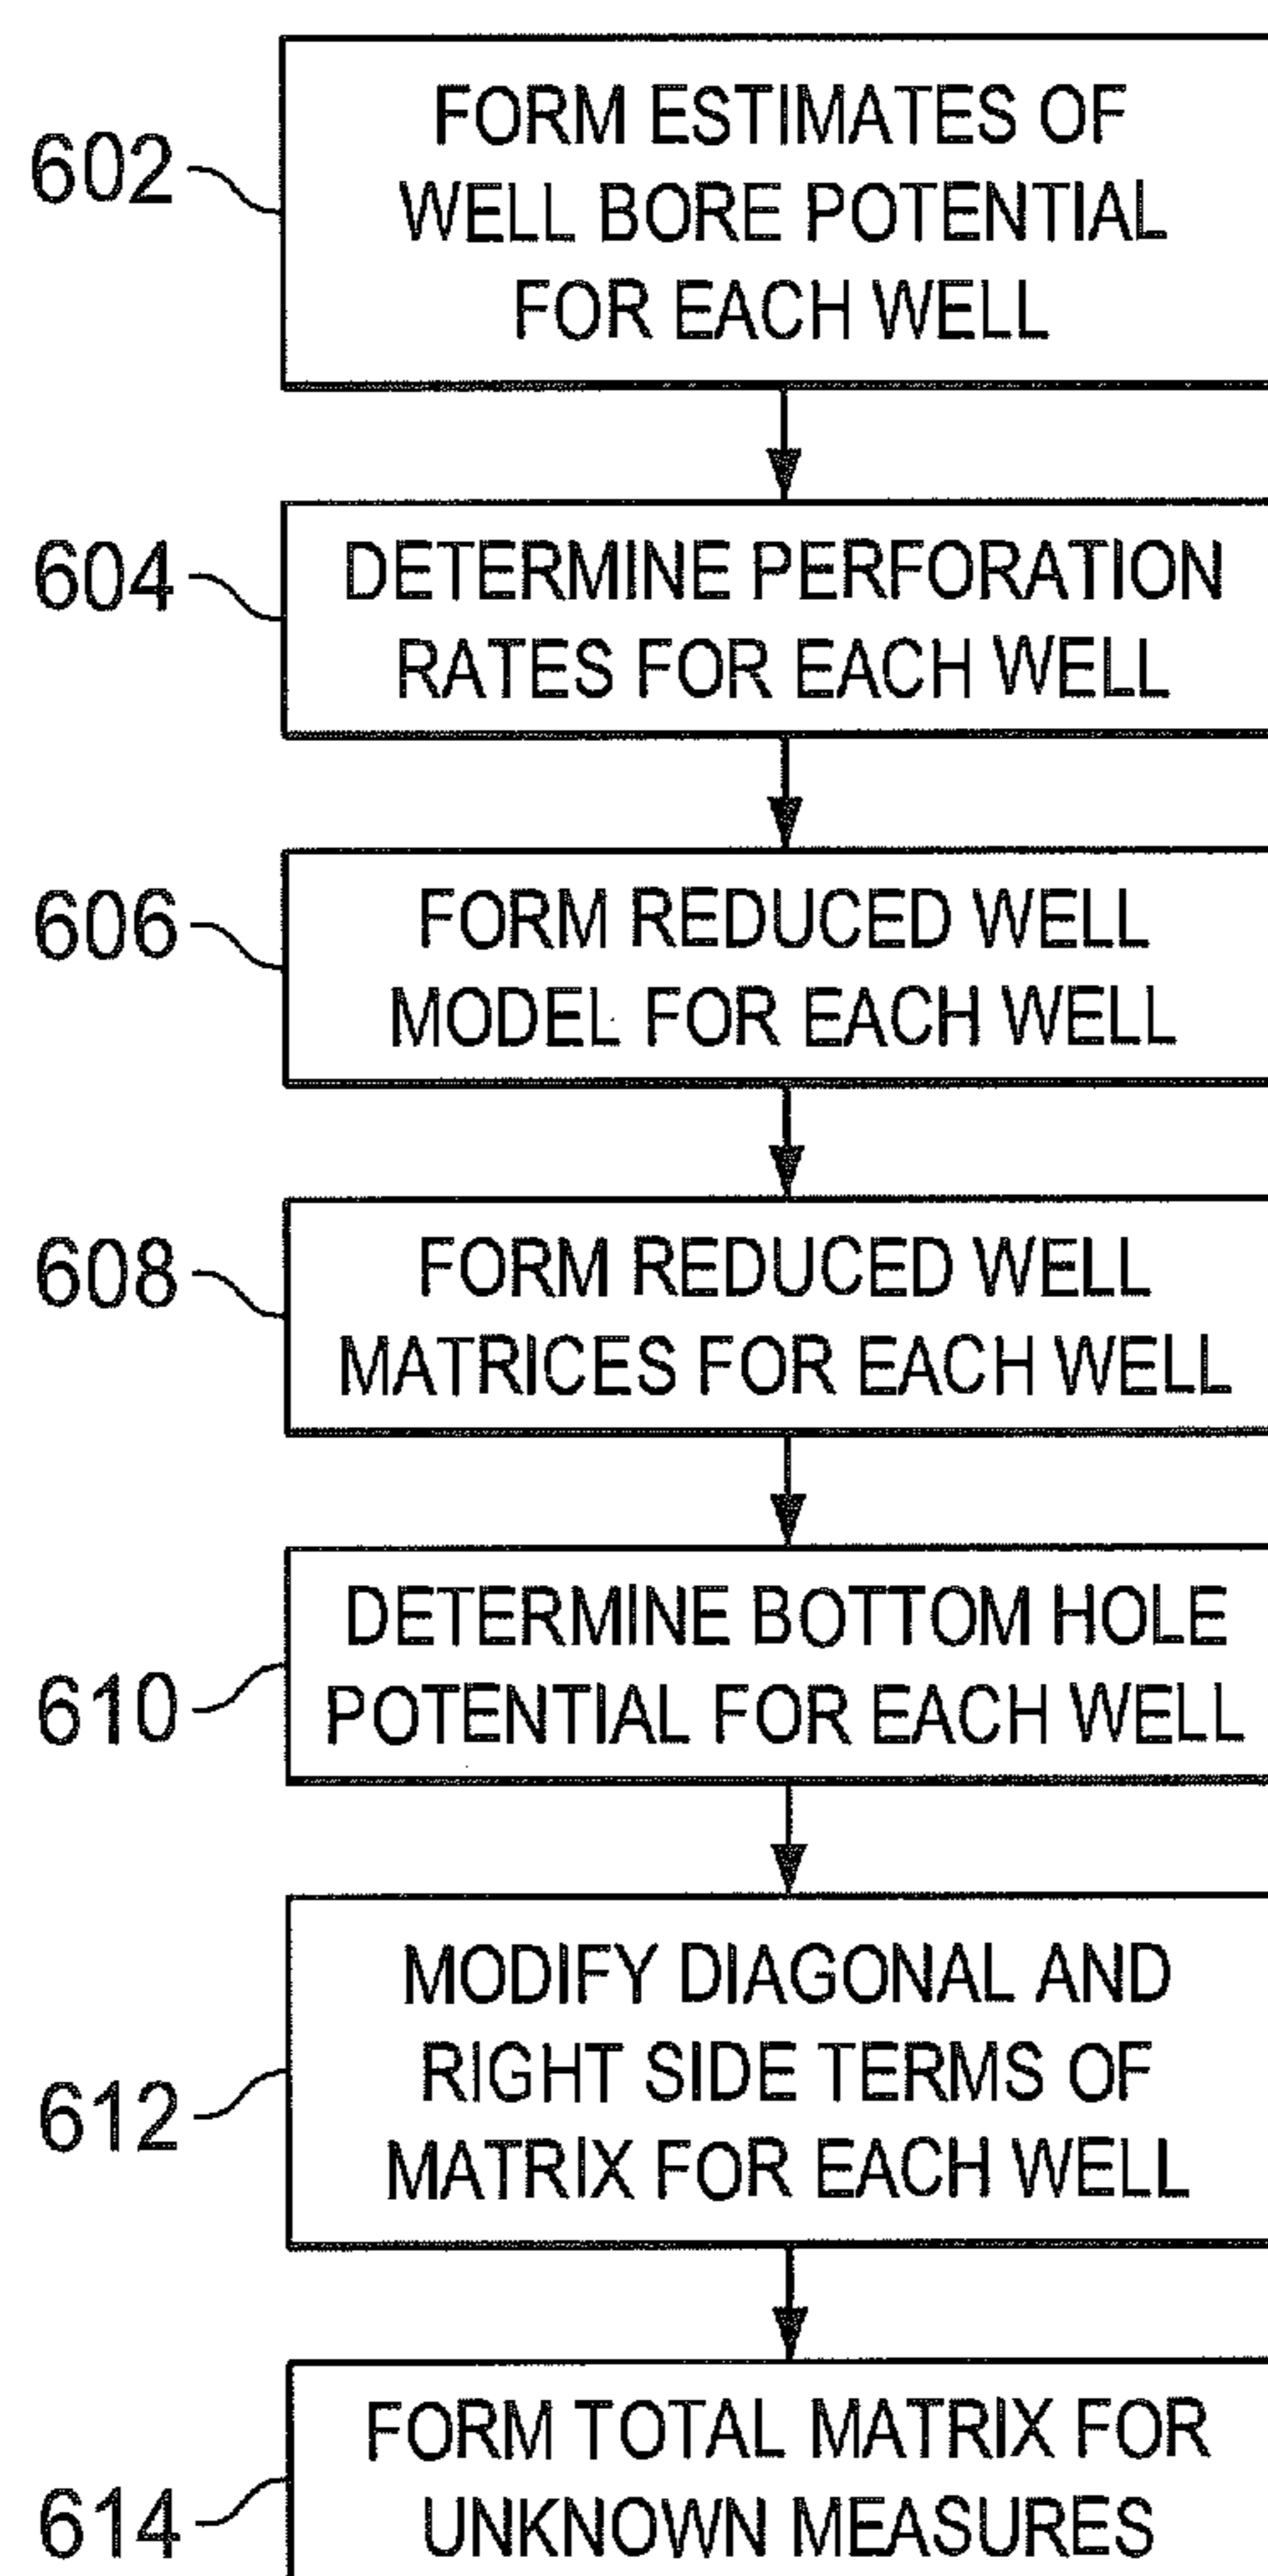 602
FORM ESTIMATES OF
WELL BORE POTENTIAL
FOR EACH WELL
604
DETERMINE PERFORATION
RATES FOR EACH WELL
606
FORM REDUCED WELL
MODEL FOR EACH WELL
608
FORM REDUCED WELL
MATRICES FOR EACH WELL
610
DETERMINE BOTTOM HOLE
POTENTIAL FOR EACH WELL
612
MODIFY DIAGONAL AND
RIGHT SIDE TERMS OF
MATRIX FOR EACH WELL
614
FORM TOTAL MATRIX FOR
UNKNOWN MEASURES